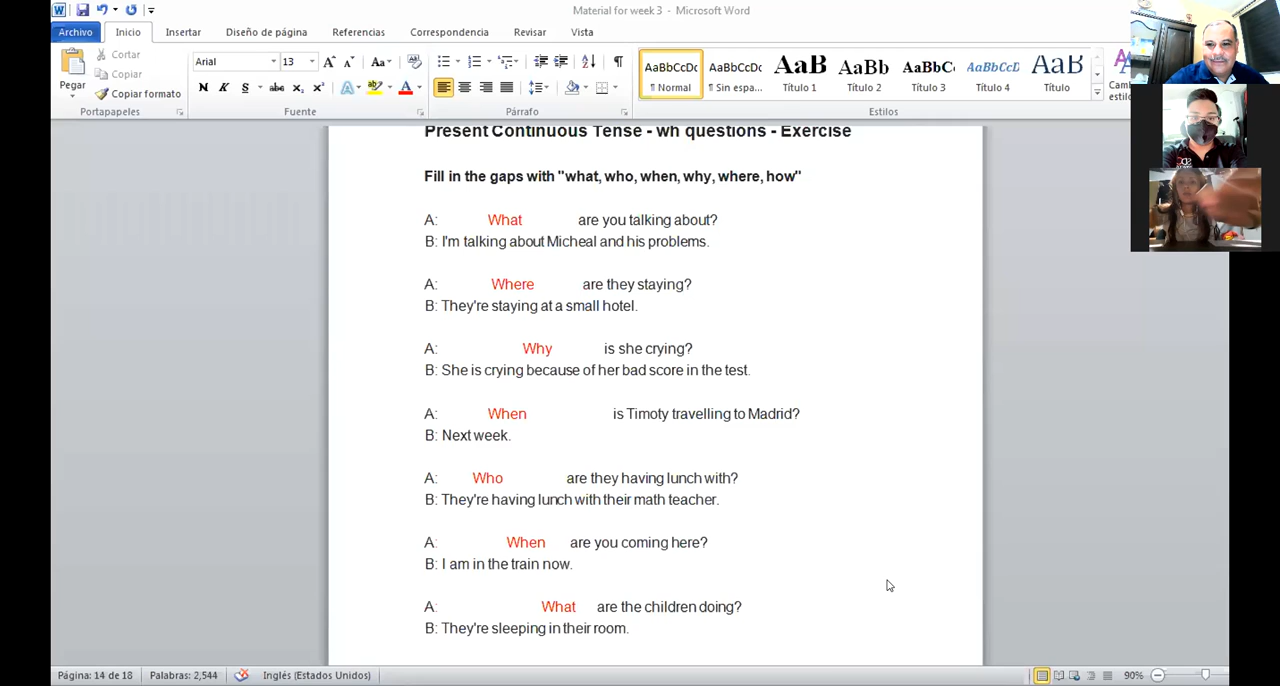 Material for week 3 - Microsoft Word
Archivo Inicio Insertar Diseño de página Referencias Correspondencia Revisar Vista
Pegar
Cortar
Copiar
Copiar formato
Portapapeles
Arial 13
Fuente
Párrafo
AaBbCcDc AaBbCcDc AaB AaBb AaBbC AaBbCcD AaB
¶ Normal ¶ Sin espa... Título 1 Título 2 Título 3 Título 4 Título
Estilos
Present Continuous Tense - wh questions - Exercise
Fill in the gaps with "what, who, when, why, where, how"
A: What are you talking about?
B: I'm talking about Micheal and his problems.
A: Where are they staying?
B: They're staying at a small hotel.
A: Why is she crying?
B: She is crying because of her bad score in the test.
A: When is Timoty travelling to Madrid?
B: Next week.
A: Who are they having lunch with?
B: They're having lunch with their math teacher.
A: When are you coming here?
B: I am in the train now.
A: What are the children doing?
B: They're sleeping in their room.
Página: 14 de 18 Palabras: 2,544 Inglés (Estados Unidos) 90%